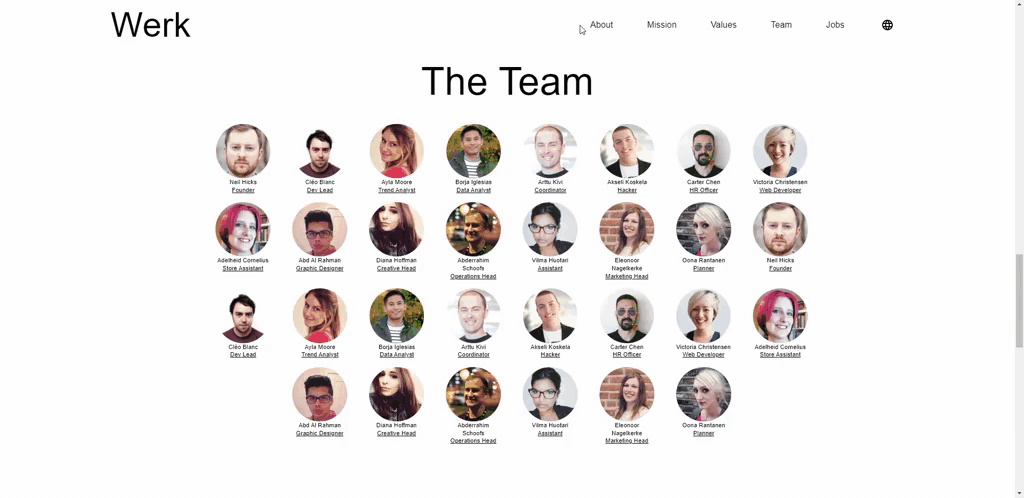 Werk
About Mission Values Team Jobs
The Team
Neil Hicks Cléo Blanc Ayla Moore Borja Iglesias Arttu Kivi Akseli Koskela Carter Chen Victoria Christensen
Founder Dev Lead Trend Analyst Data Analyst Coordinator Hacker HR Officer Web Developer
Adelheid Cornelius Abd Al Rahman Diana Hoffman Abderrahim Vilma Huotari Eleonoor Oona Rantanen Neil Hicks
Store Assistant Graphic Designer Creative Head Schoofs Assistant Nagelkerke Planner Founder
Operations Head Marketing Head
Cléo Blanc Ayla Moore Borja Iglesias Arttu Kivi Akseli Koskela Carter Chen Victoria Christensen Adelheid Cornelius
Dev Lead Trend Analyst Data Analyst Coordinator Hacker HR Officer Web Developer Store Assistant
Abd Al Rahman Diana Hoffman Abderrahim Vilma Huotari Eleonoor Oona Rantanen
Graphic Designer Creative Head Schoofs Assistant Nagelkerke Planner
Operations Head Marketing Head